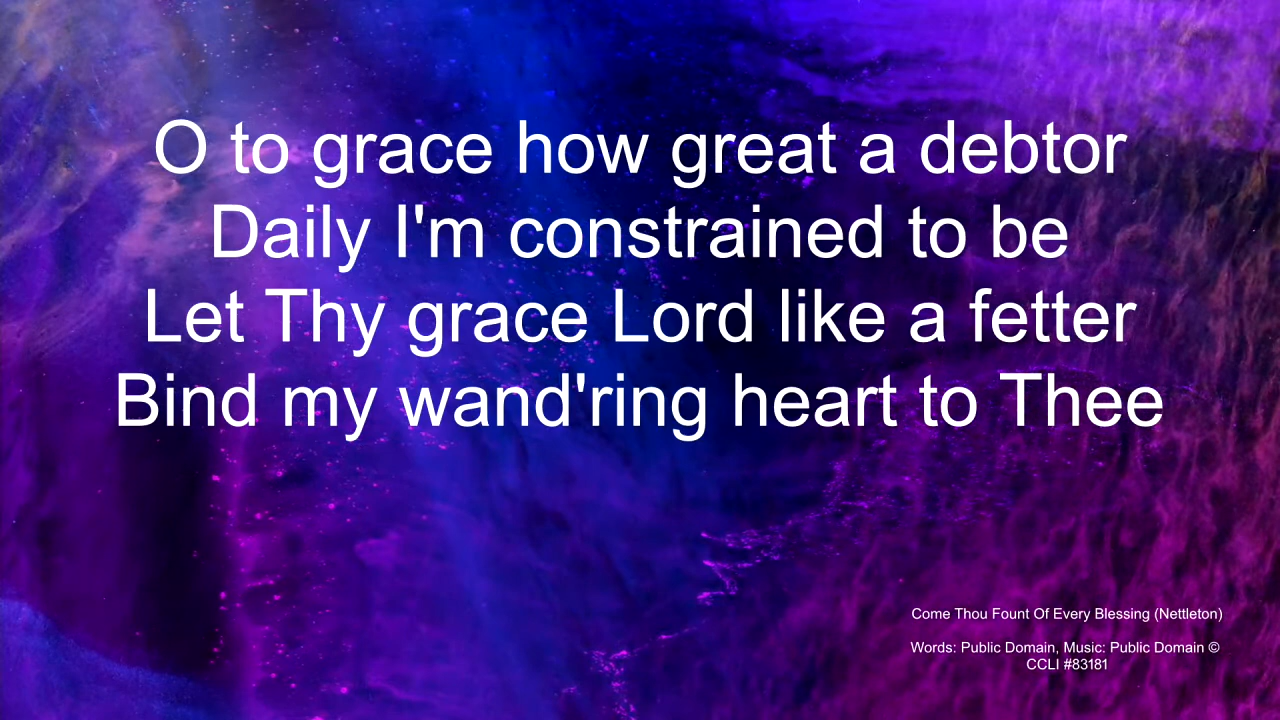 O to grace how great a debtor
Daily I'm constrained to be
Let Thy grace Lord like a fetter
Bind my wand'ring heart to Thee
Come Thou Fount Of Every Blessing (Nettleton)
Words: Public Domain, Music: Public Domain ©
CCLI #83181